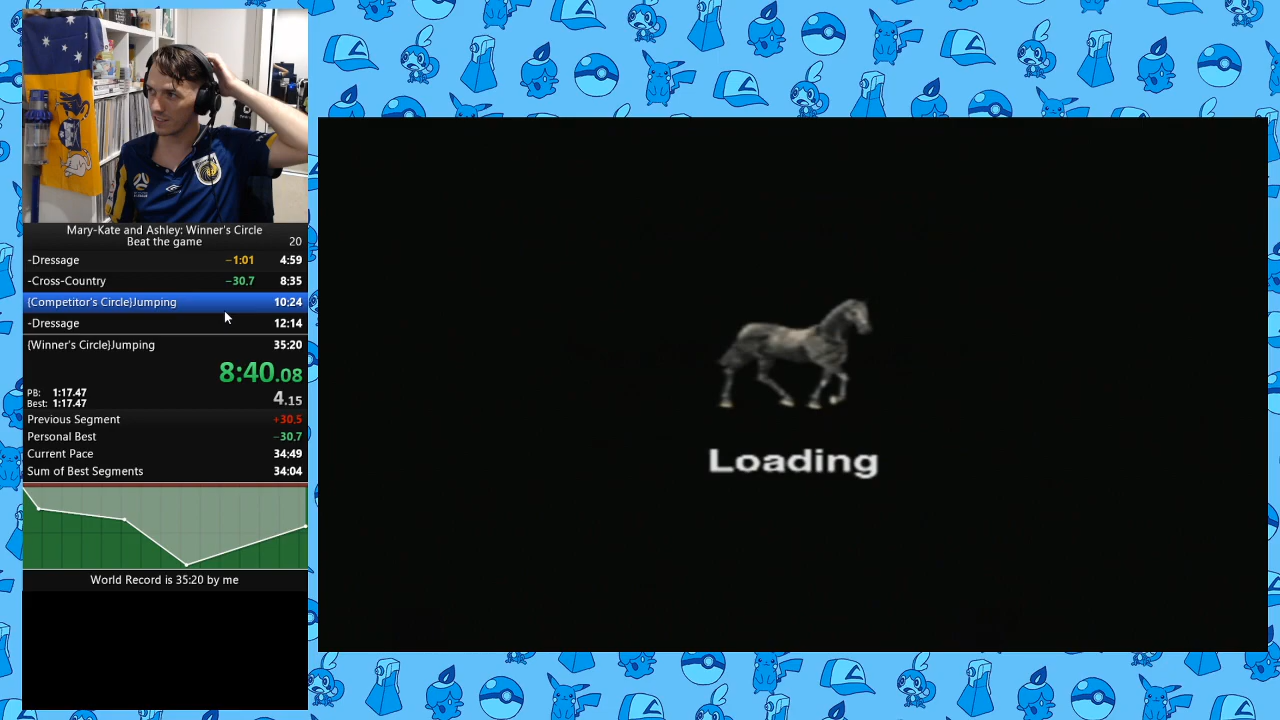 Mary-Kate and Ashley: Winner's Circle
Beat the game 20
-Dressage −1:01 4:59
-Cross-Country −30.7 8:35
{Competitor's Circle}Jumping 10:24
-Dressage 12:14
{Winner's Circle}Jumping 35:20
8:40.08
PB: 1:17.47
Best: 1:17.47
4.15
Previous Segment +30.5
Personal Best −30.7
Current Pace 34:49
Sum of Best Segments 34:04
World Record is 35:20 by me
Loading